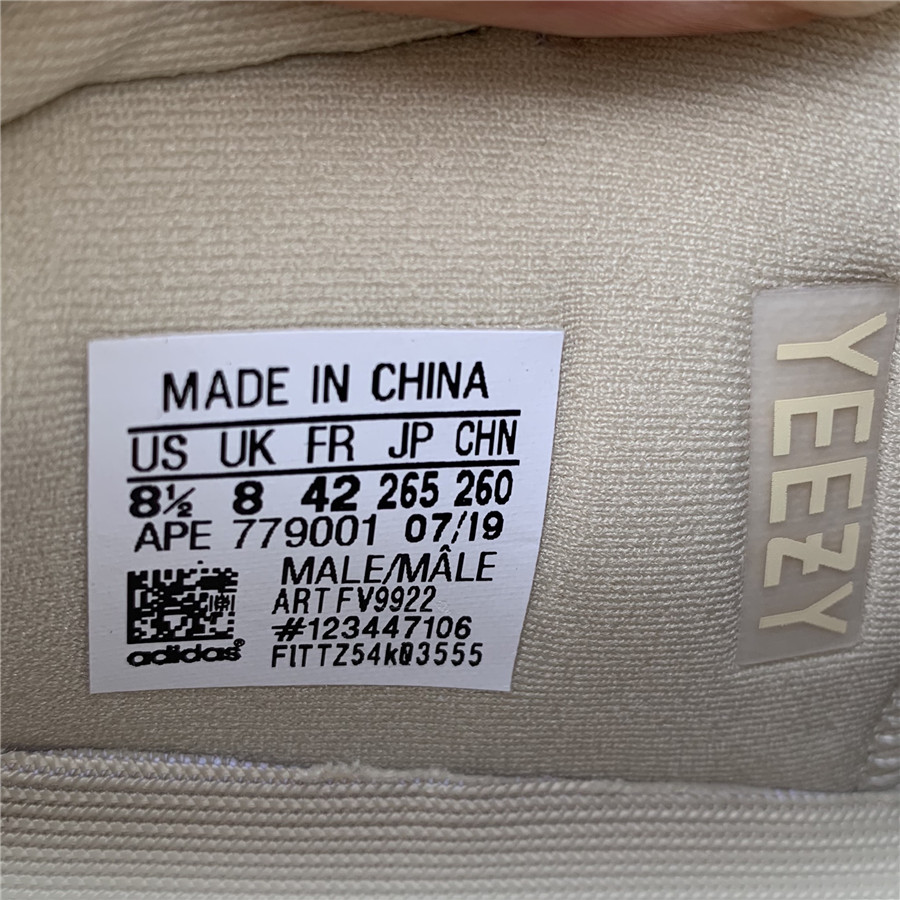 MADE IN CHINA
US UK FR JP CHN
8½ 8 42 265 260
APE 779001 07/19
MALE/MÂLE
ART FV9922
#123447106
adidas®
YEEZY